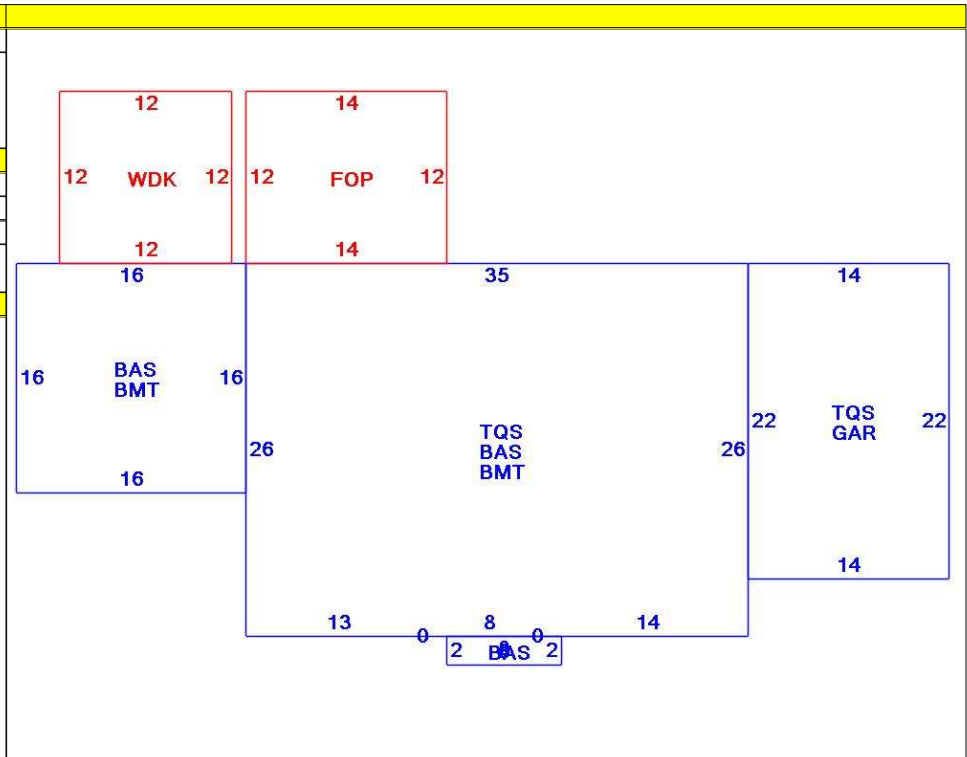 12 14
12 WDK 12 12 FOP 12
12 14
16 35 14
16 BAS 16
BMT
TQS
22 GAR 22
TQS
26 BAS 26
BMT
16
14
13 8 14
0 0
2 BAS 2